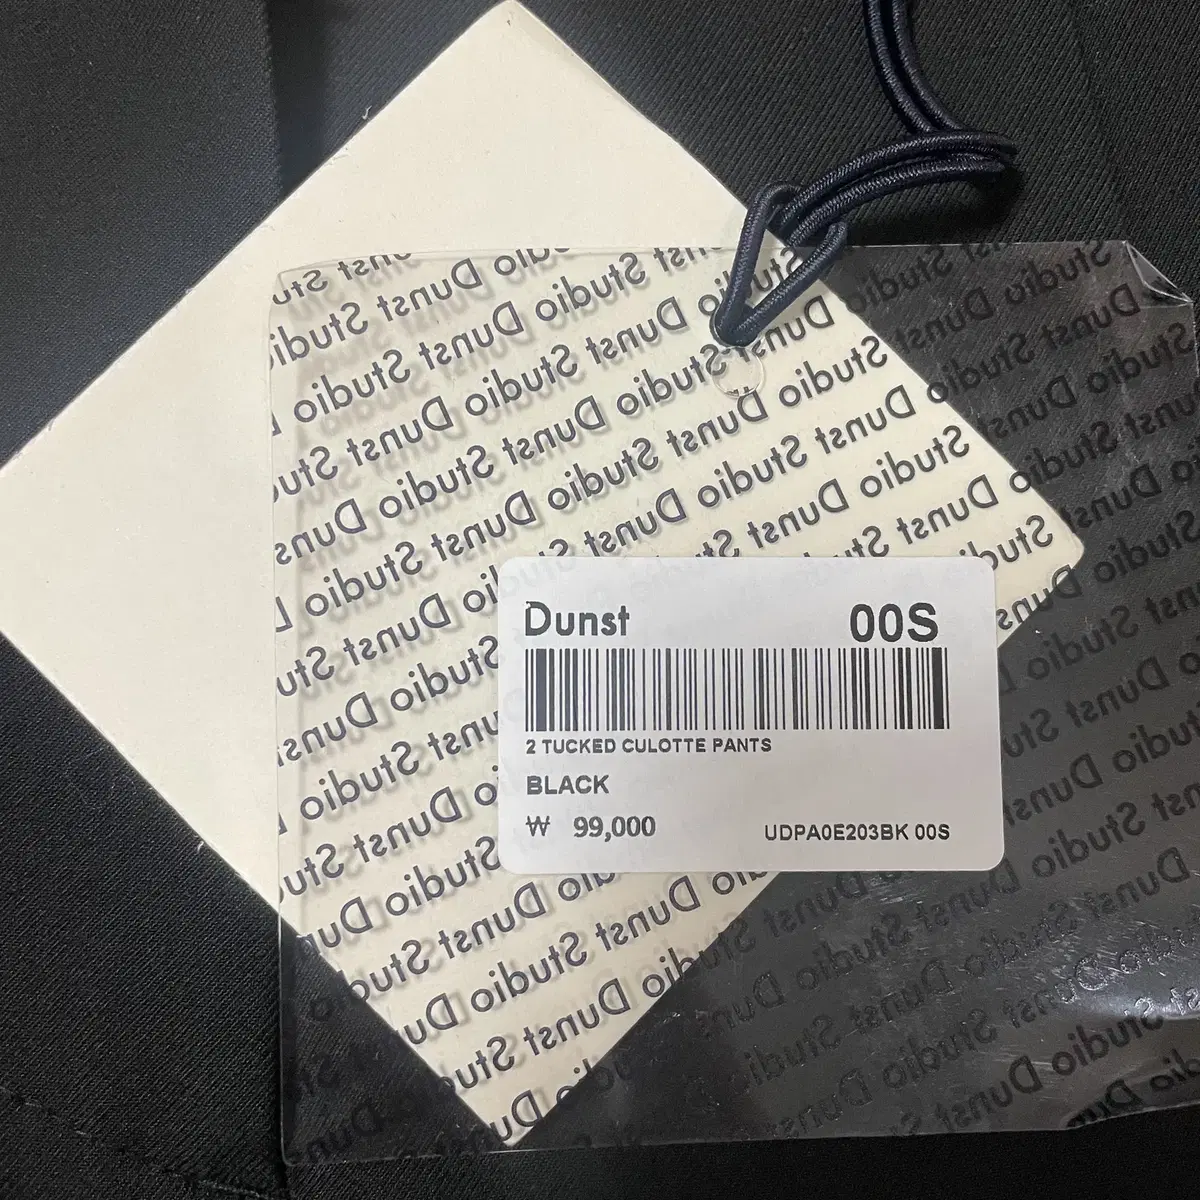 Dunst 00S
2 TUCKED CULOTTE PANTS
BLACK
₩ 99,000
UDPA0E203BK 00S
Dunst Studio Dunst Studio Dunst Studio